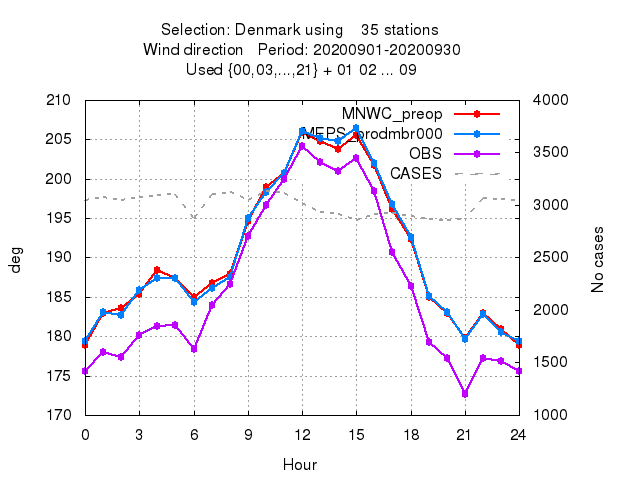 Selection: Denmark using 35 stations
Wind direction Period: 20200901-20200930
Used {00,03,...,21} + 01 02 ... 09
210 4000
MNWC_preop
205 MEPS_prodmbr000 3500
OBS
200 CASES
195 3000
190 2500
deg No cases
185 2000
180
175 1500
170 1000
0 3 6 9 12 15 18 21 24
Hour